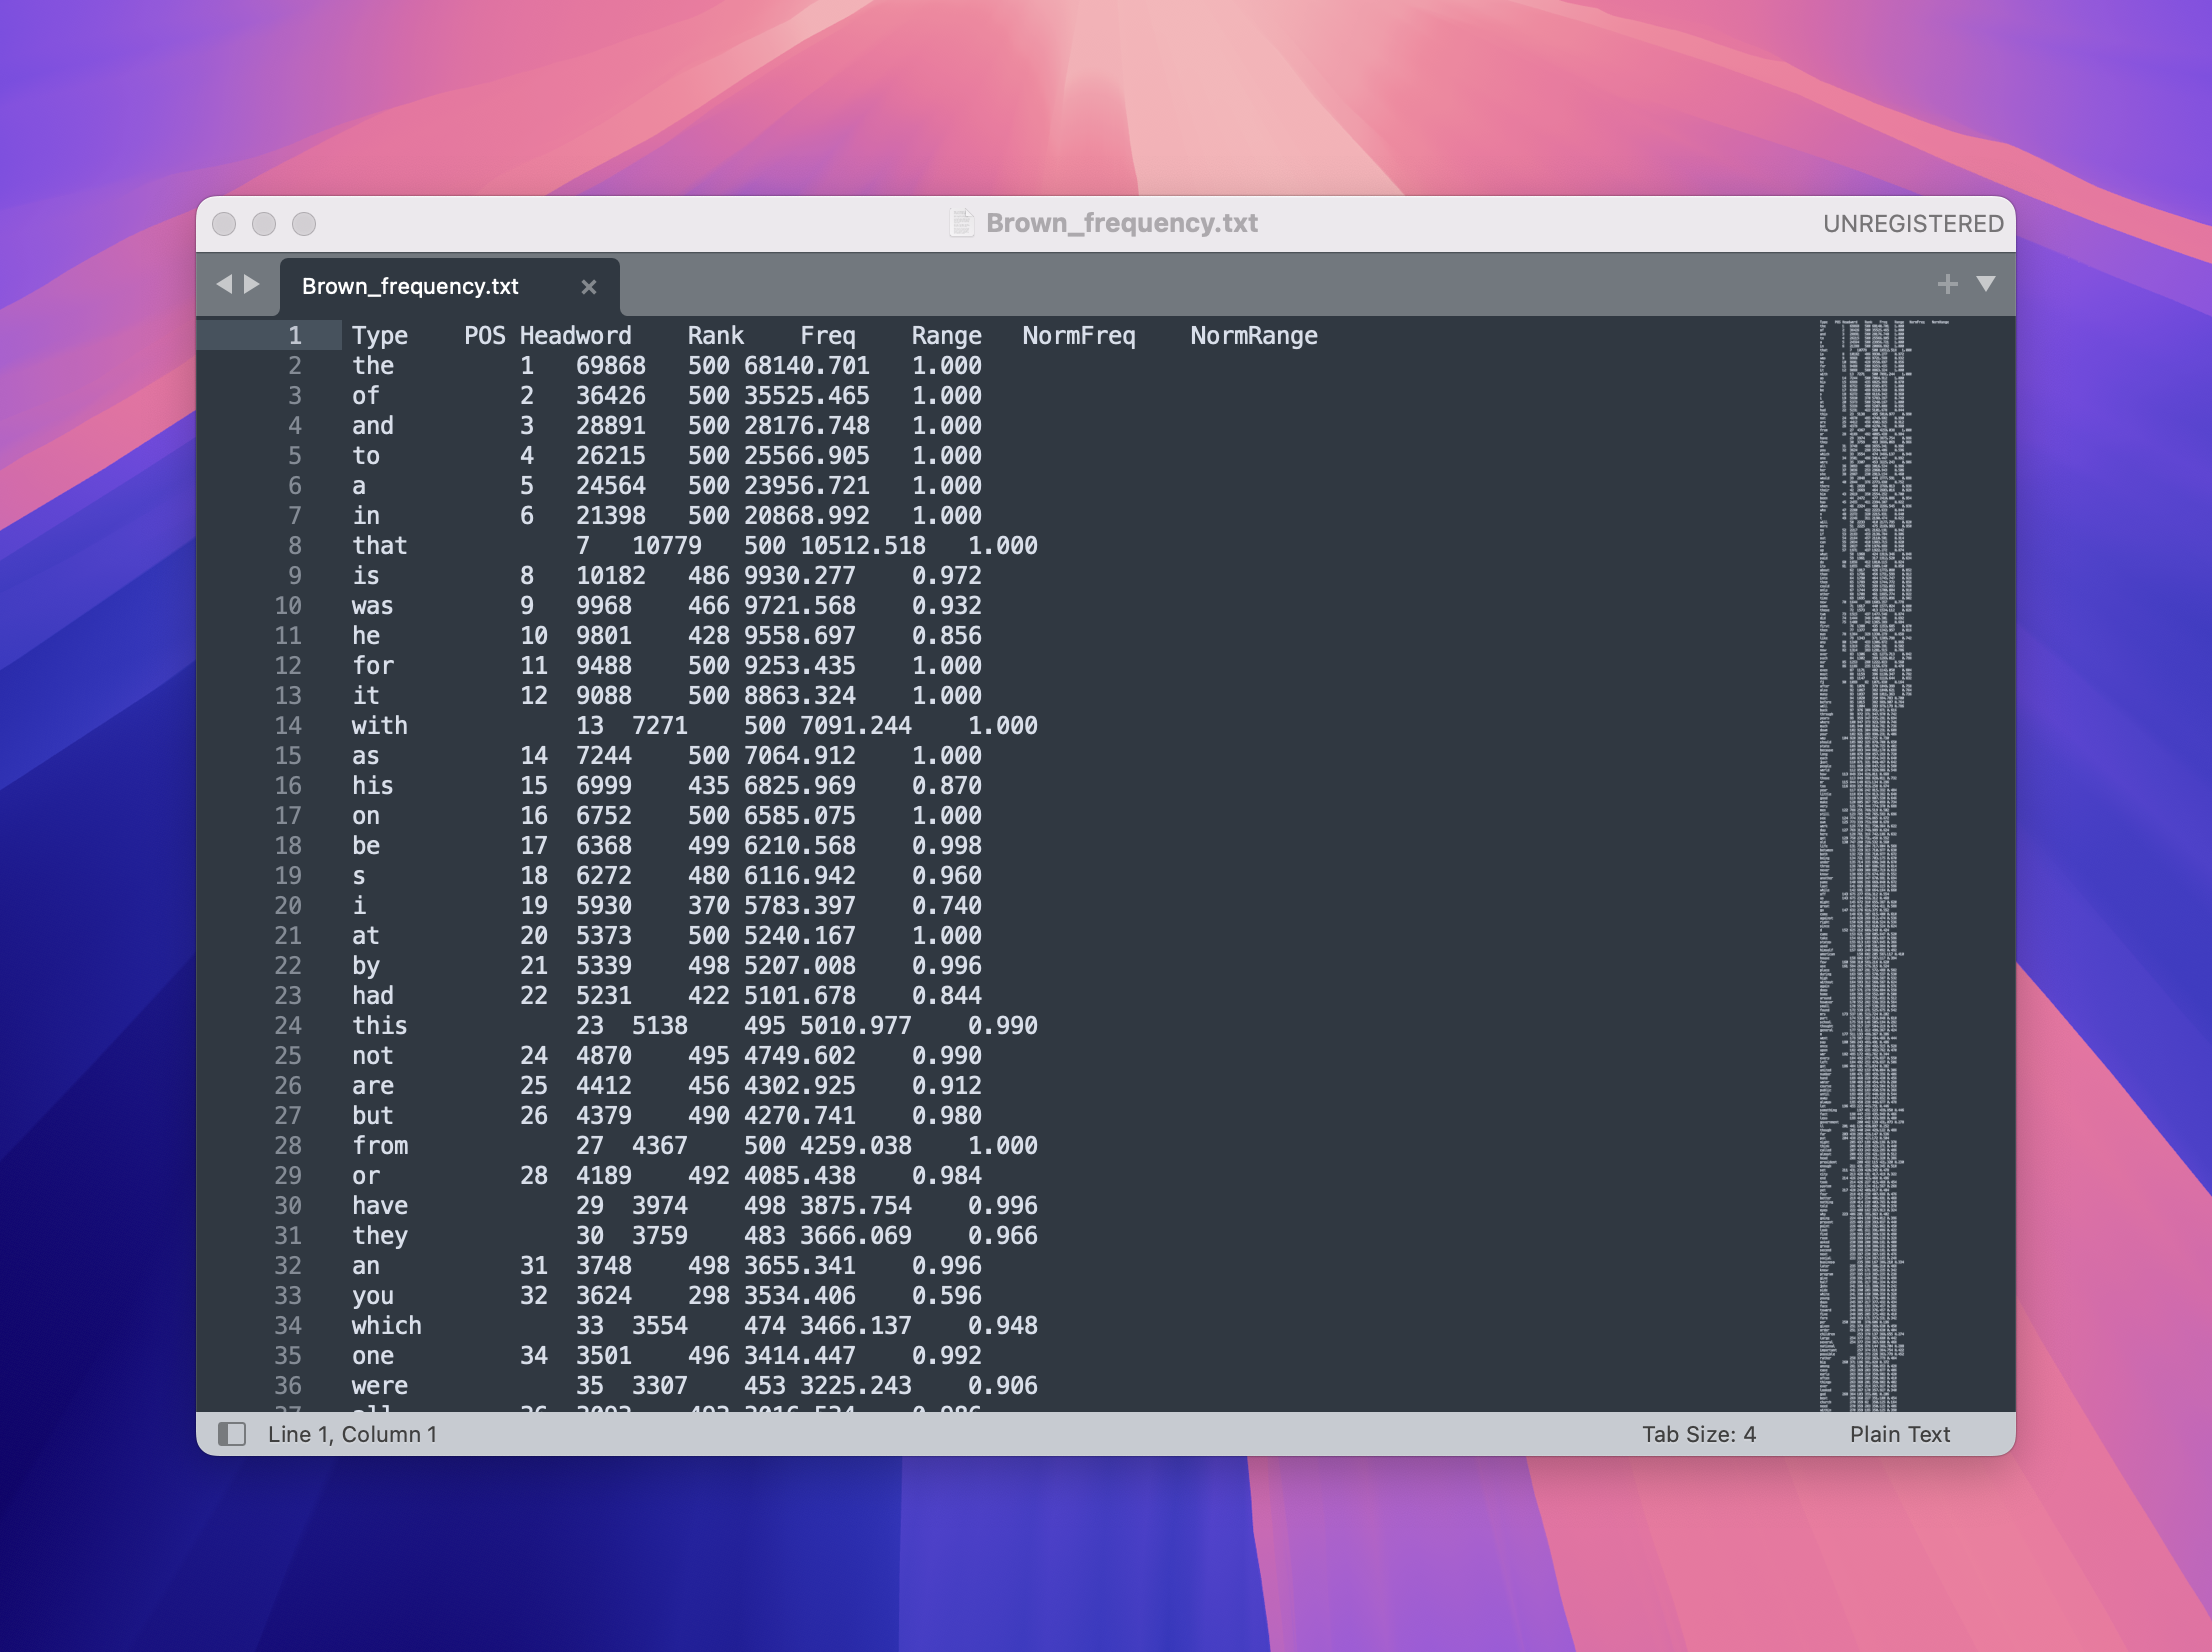 Brown_frequency.txt UNREGISTERED
Brown_frequency.txt
1 Type POS Headword Rank Freq Range NormFreq NormRange
2 the 1 69868 500 68140.701 1.000
3 of 2 36426 500 35525.465 1.000
4 and 3 28891 500 28176.748 1.000
5 to 4 26215 500 25566.905 1.000
6 a 5 24564 500 23956.721 1.000
7 in 6 21398 500 20868.992 1.000
8 that 7 10779 500 10512.518 1.000
9 is 8 10182 486 9930.277 0.972
10 was 9 9968 466 9721.568 0.932
11 he 10 9801 428 9558.697 0.856
12 for 11 9488 500 9253.435 1.000
13 it 12 9088 500 8863.324 1.000
14 with 13 7271 500 7091.244 1.000
15 as 14 7244 500 7064.912 1.000
16 his 15 6999 435 6825.969 0.870
17 on 16 6752 500 6585.075 1.000
18 be 17 6368 499 6210.568 0.998
19 s 18 6272 480 6116.942 0.960
20 i 19 5930 370 5783.397 0.740
21 at 20 5373 500 5240.167 1.000
22 by 21 5339 498 5207.008 0.996
23 had 22 5231 422 5101.678 0.844
24 this 23 5138 495 5010.977 0.990
25 not 24 4870 495 4749.602 0.990
26 are 25 4412 456 4302.925 0.912
27 but 26 4379 490 4270.741 0.980
28 from 27 4367 500 4259.038 1.000
29 or 28 4189 492 4085.438 0.984
30 have 29 3974 498 3875.754 0.996
31 they 30 3759 483 3666.069 0.966
32 an 31 3748 498 3655.341 0.996
33 you 32 3624 298 3534.406 0.596
34 which 33 3554 474 3466.137 0.948
35 one 34 3501 496 3414.447 0.992
36 were 35 3307 453 3225.243 0.906
Line 1, Column 1 Tab Size: 4 Plain Text